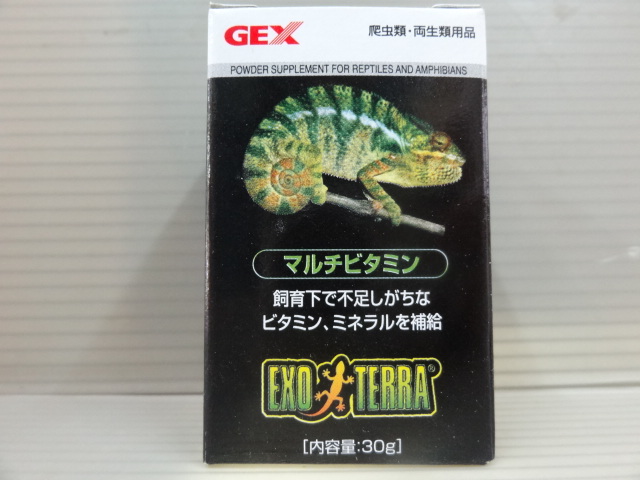 GEX
爬虫類・両生類用品
POWDER SUPPLEMENT FOR REPTILES AND AMPHIBIANS
マルチビタミン
飼育下で不足しがちな
ビタミン、ミネラルを補給
EXO TERRA®
[内容量:30g]